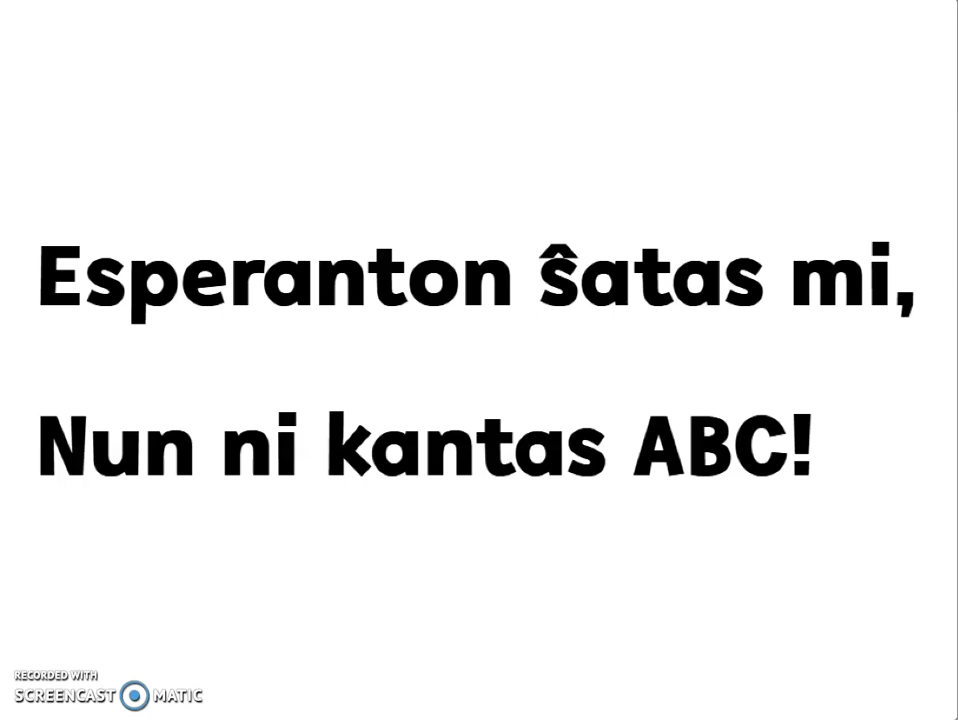 Esperanton ŝatas mi,
Nun ni kantas ABC!
RECORDED WITH
SCREENCAST MATIC